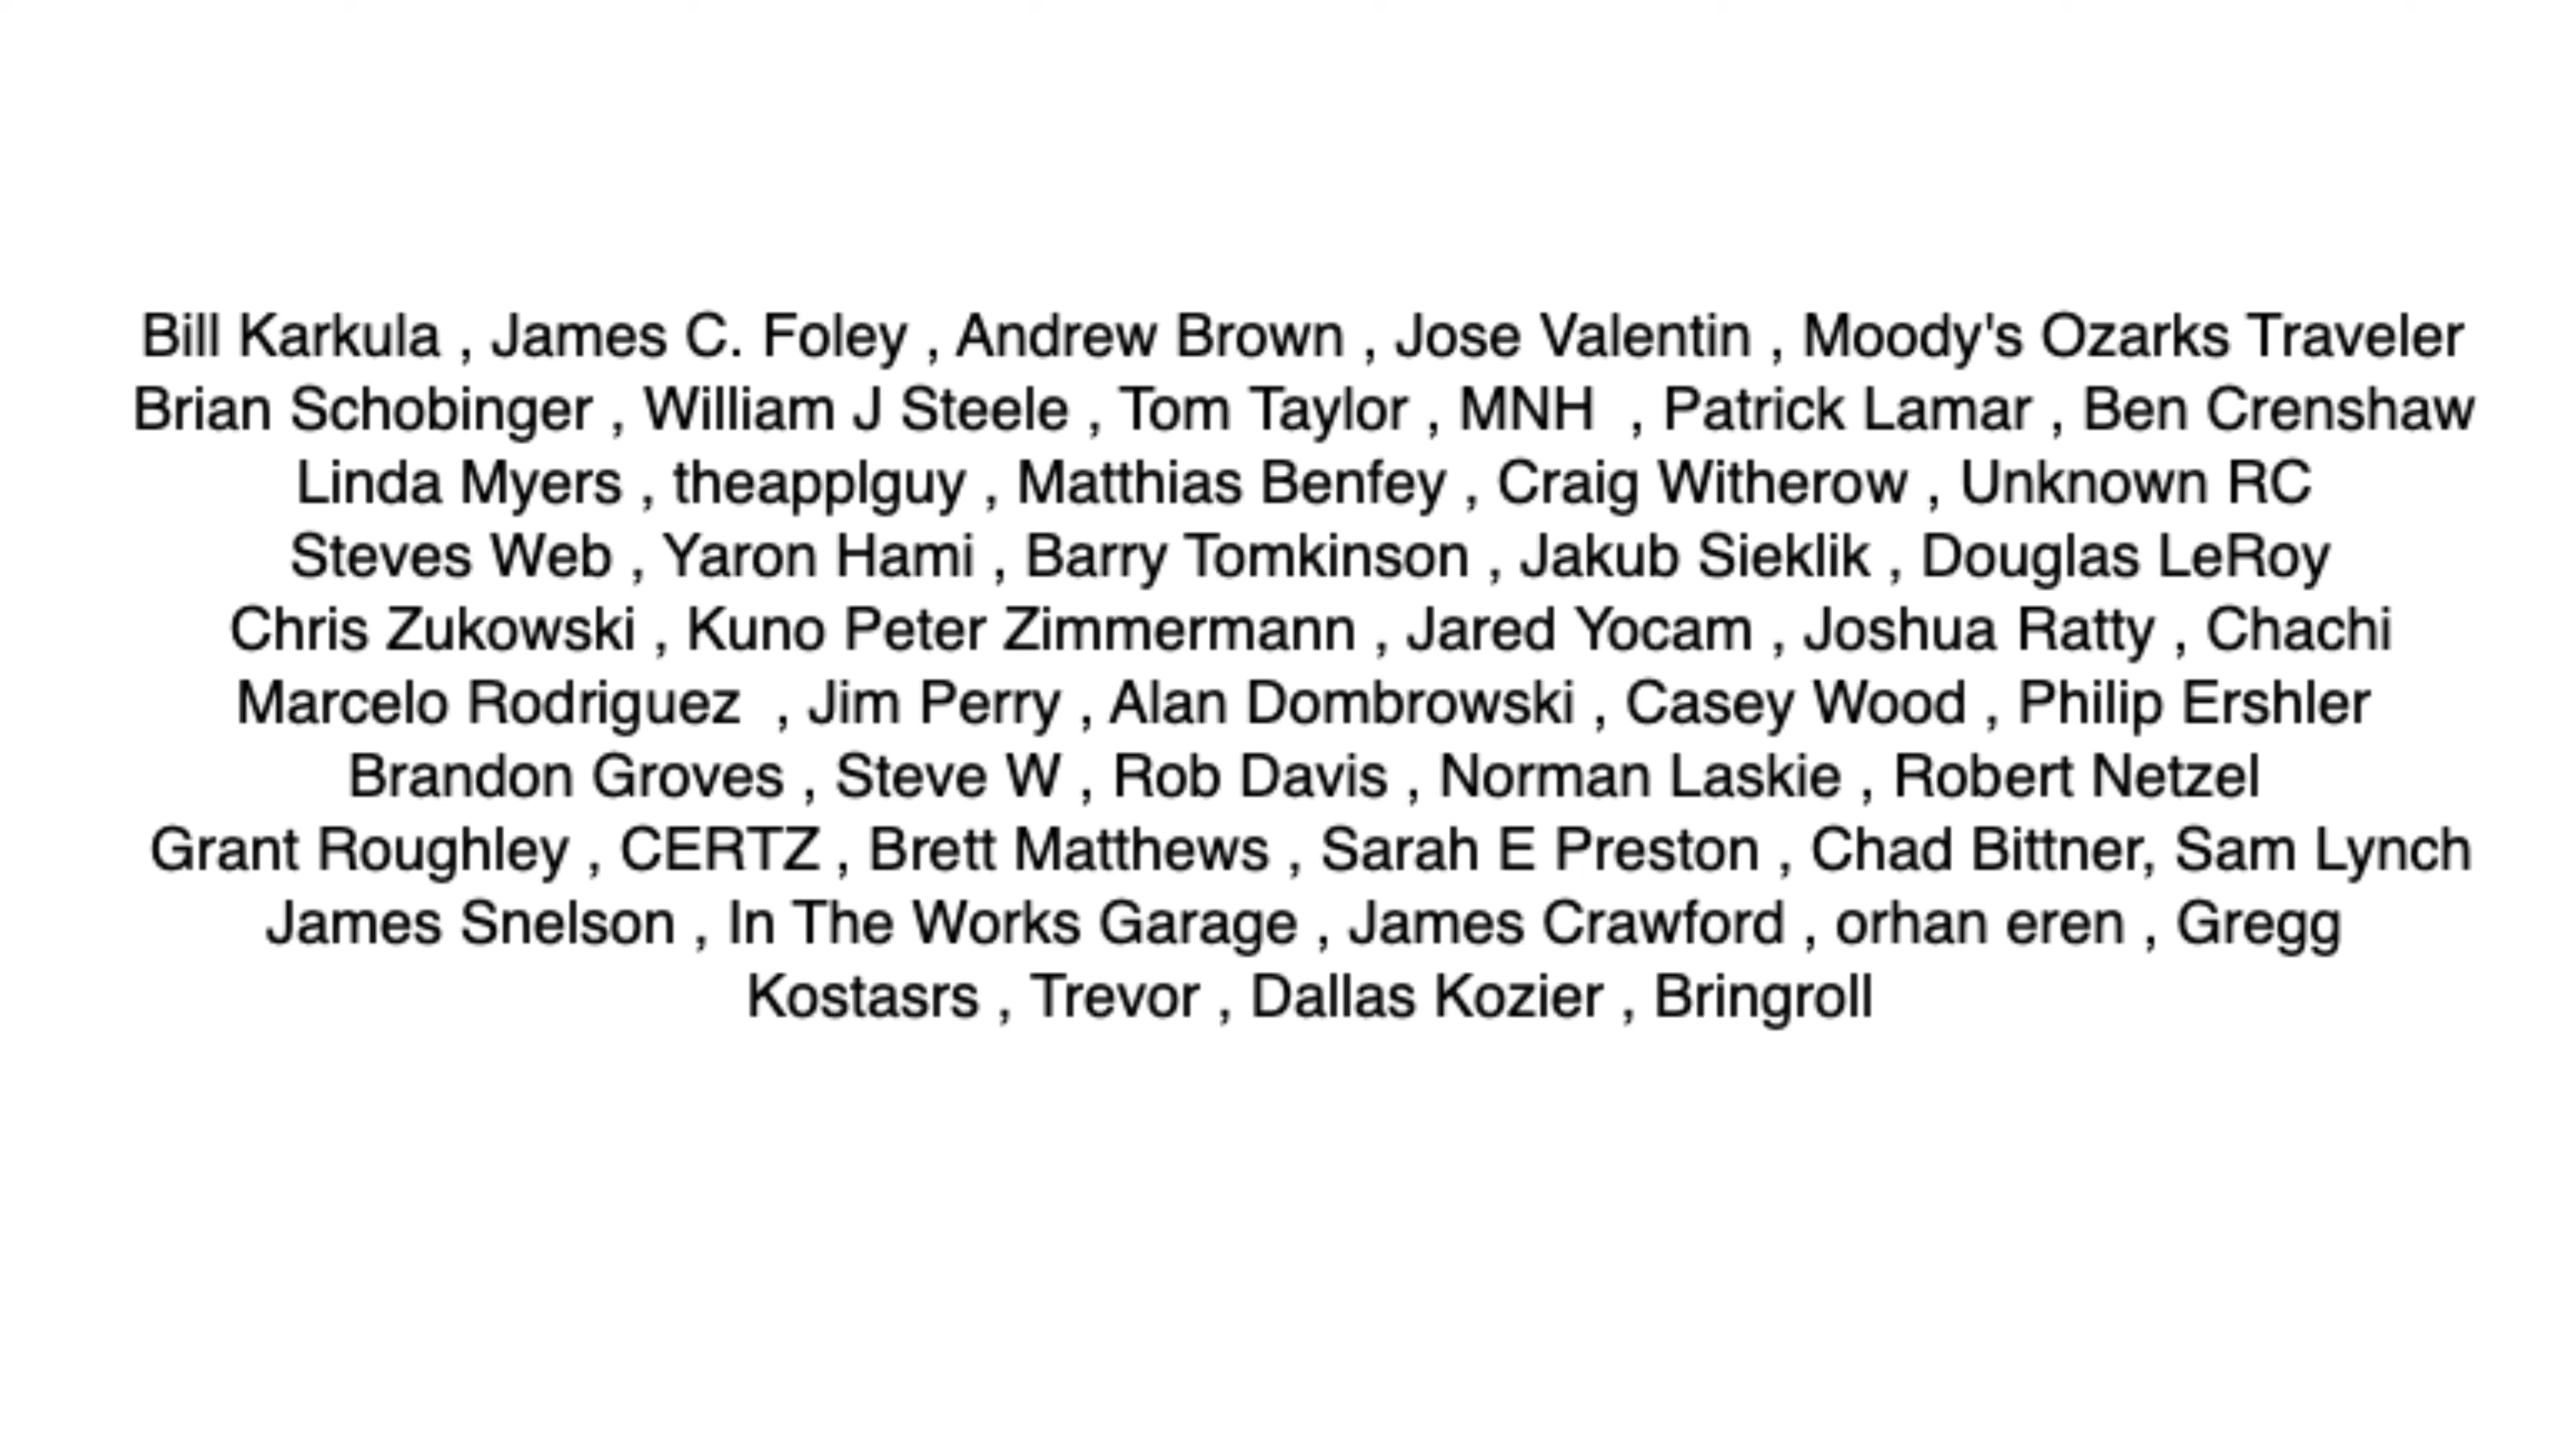 Bill Karkula , James C. Foley , Andrew Brown , Jose Valentin , Moody's Ozarks Traveler
Brian Schobinger , William J Steele , Tom Taylor , MNH  , Patrick Lamar , Ben Crenshaw
Linda Myers , theapplguy , Matthias Benfey , Craig Witherow , Unknown RC
Steves Web , Yaron Hami , Barry Tomkinson , Jakub Sieklik , Douglas LeRoy
Chris Zukowski , Kuno Peter Zimmermann , Jared Yocam , Joshua Ratty , Chachi
Marcelo Rodriguez  , Jim Perry , Alan Dombrowski , Casey Wood , Philip Ershler
Brandon Groves , Steve W , Rob Davis , Norman Laskie , Robert Netzel
Grant Roughley , CERTZ , Brett Matthews , Sarah E Preston , Chad Bittner, Sam Lynch
James Snelson , In The Works Garage , James Crawford , orhan eren , Gregg
Kostasrs , Trevor , Dallas Kozier , Bringroll